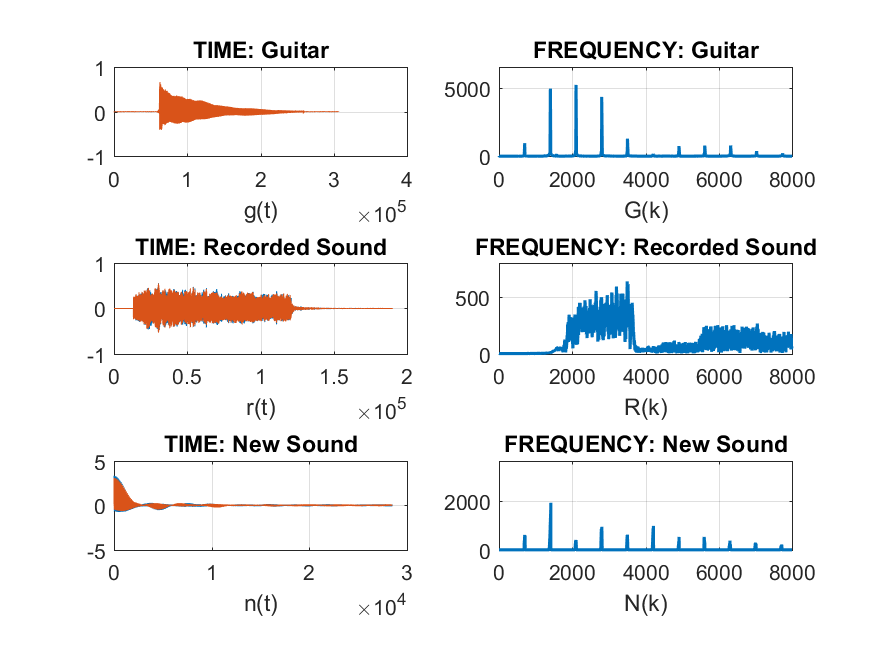 TIME: Guitar
1
0
-1
0 1 2 3 4
g(t) ×10^5
FREQUENCY: Guitar
5000
0
0 2000 4000 6000 8000
G(k)
TIME: Recorded Sound
1
0
-1
0 0.5 1 1.5 2
r(t) ×10^5
FREQUENCY: Recorded Sound
500
0
0 2000 4000 6000 8000
R(k)
TIME: New Sound
5
0
-5
0 1 2 3
n(t) ×10^4
FREQUENCY: New Sound
2000
0
0 2000 4000 6000 8000
N(k)